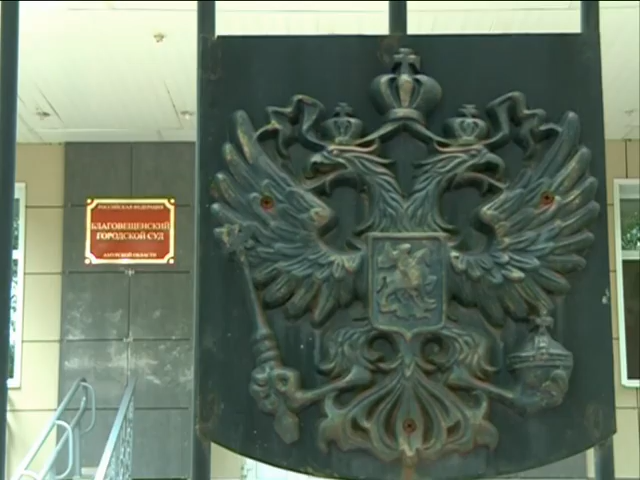 РОССИЙСКАЯ ФЕДЕРАЦИЯ
БЛАГОВЕЩЕНСКИЙ
ГОРОДСКОЙ СУД
АМУРСКОЙ ОБЛАСТИ